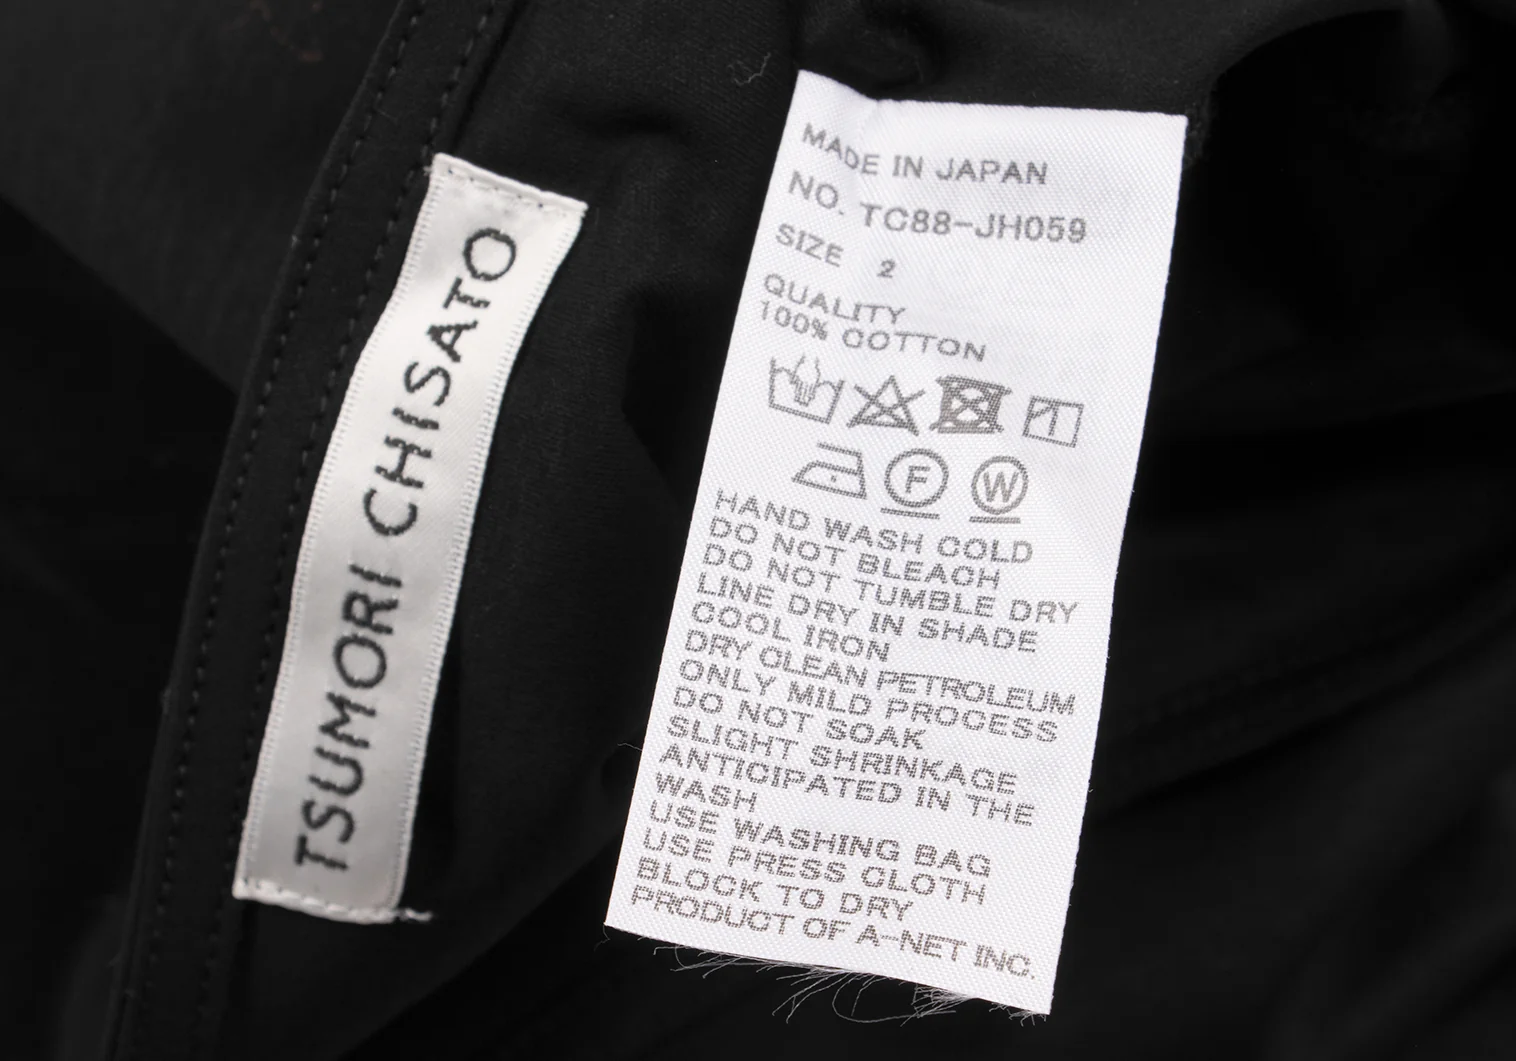 TSUMORI CHISATO
MADE IN JAPAN
NO. TC88-JH059
SIZE 2
QUALITY
100% COTTON
F W
HAND WASH COLD
DO NOT BLEACH
DO NOT TUMBLE DRY
LINE DRY IN SHADE
COOL IRON
DRY CLEAN PETROLEUM
ONLY MILD PROCESS
DO NOT SOAK
SLIGHT SHRINKAGE
ANTICIPATED IN THE
WASH
USE WASHING BAG
USE PRESS CLOTH
BLOCK TO DRY
PRODUCT OF A-NET INC.